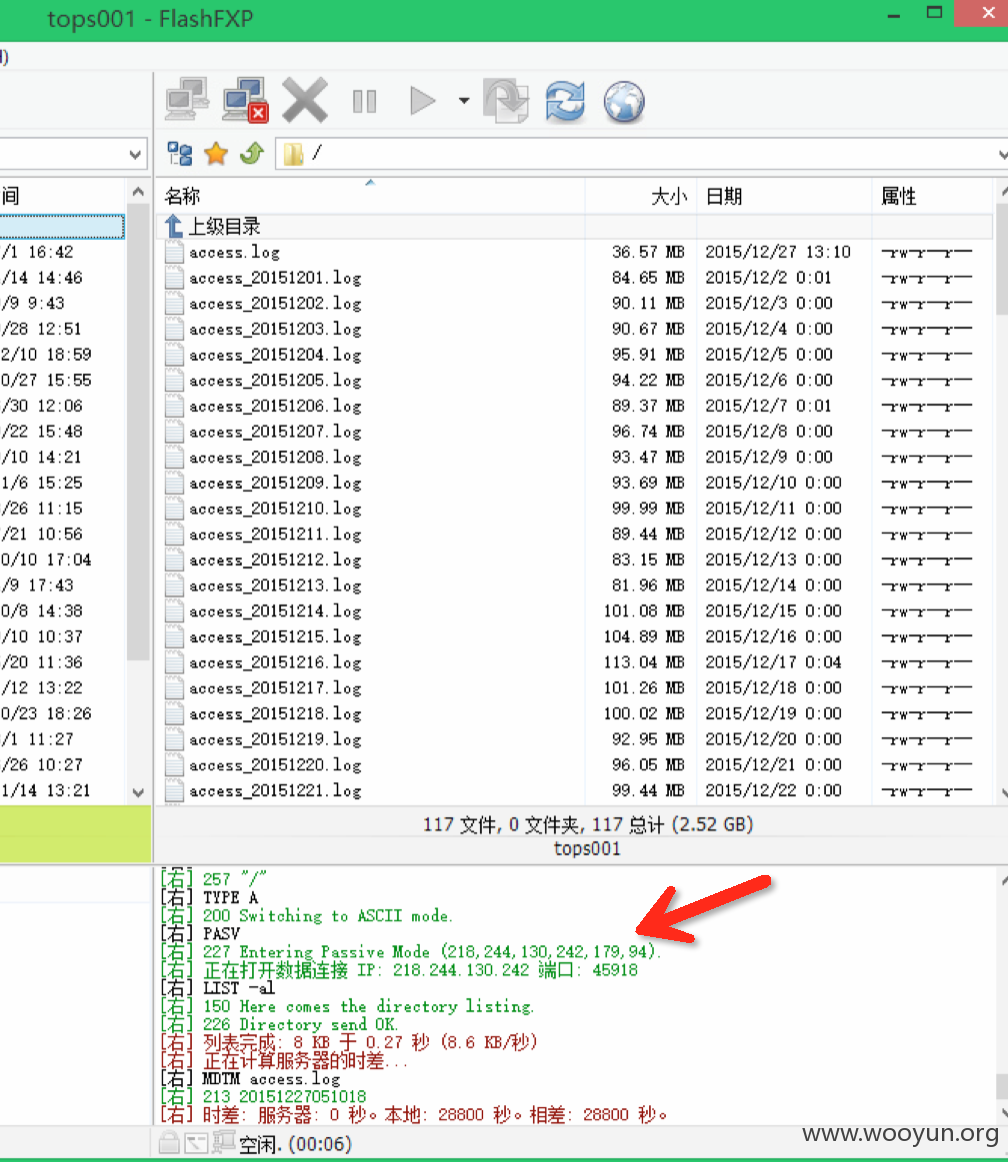 tops001 - FlashFXP
/
间
/1 16:42
/14 14:46
/9 9:43
/28 12:51
2/10 18:59
0/27 15:55
/30 12:06
/22 15:48
/10 14:21
1/6 15:25
/26 11:15
/21 10:56
0/10 17:04
/9 17:43
0/8 14:38
/10 10:37
/20 11:36
/12 13:22
0/23 18:26
/1 11:27
/26 10:27
1/14 13:21
名称 大小 日期 属性
上级目录
access.log 36.57 MB 2015/12/27 13:10 -rw-r--r--
access_20151201.log 84.65 MB 2015/12/2 0:01 -rw-r--r--
access_20151202.log 90.11 MB 2015/12/3 0:00 -rw-r--r--
access_20151203.log 90.67 MB 2015/12/4 0:00 -rw-r--r--
access_20151204.log 95.91 MB 2015/12/5 0:00 -rw-r--r--
access_20151205.log 94.22 MB 2015/12/6 0:00 -rw-r--r--
access_20151206.log 89.37 MB 2015/12/7 0:01 -rw-r--r--
access_20151207.log 96.74 MB 2015/12/8 0:00 -rw-r--r--
access_20151208.log 93.47 MB 2015/12/9 0:00 -rw-r--r--
access_20151209.log 93.69 MB 2015/12/10 0:00 -rw-r--r--
access_20151210.log 99.99 MB 2015/12/11 0:00 -rw-r--r--
access_20151211.log 89.44 MB 2015/12/12 0:00 -rw-r--r--
access_20151212.log 83.15 MB 2015/12/13 0:00 -rw-r--r--
access_20151213.log 81.96 MB 2015/12/14 0:00 -rw-r--r--
access_20151214.log 101.08 MB 2015/12/15 0:00 -rw-r--r--
access_20151215.log 104.89 MB 2015/12/16 0:00 -rw-r--r--
access_20151216.log 113.04 MB 2015/12/17 0:04 -rw-r--r--
access_20151217.log 101.26 MB 2015/12/18 0:00 -rw-r--r--
access_20151218.log 100.02 MB 2015/12/19 0:00 -rw-r--r--
access_20151219.log 92.95 MB 2015/12/20 0:00 -rw-r--r--
access_20151220.log 96.05 MB 2015/12/21 0:00 -rw-r--r--
access_20151221.log 99.44 MB 2015/12/22 0:00 -rw-r--r--
117 文件, 0 文件夹, 117 总计 (2.52 GB)
tops001
[右] 257 "/"
[右] TYPE A
[右] 200 Switching to ASCII mode.
[右] PASV
[右] 227 Entering Passive Mode (218,244,130,242,179,94).
[右] 正在打开数据连接 IP: 218.244.130.242 端口: 45918
[右] LIST -al
[右] 150 Here comes the directory listing.
[右] 226 Directory send OK.
[右] 列表完成: 8 KB 于 0.27 秒 (8.6 KB/秒)
[右] 正在计算服务器的时差...
[右] MDTM access.log
[右] 213 20151227051018
[右] 时差: 服务器: 0 秒。本地: 28800 秒。相差: 28800 秒。
空闲. (00:06)
www.wooyun.org